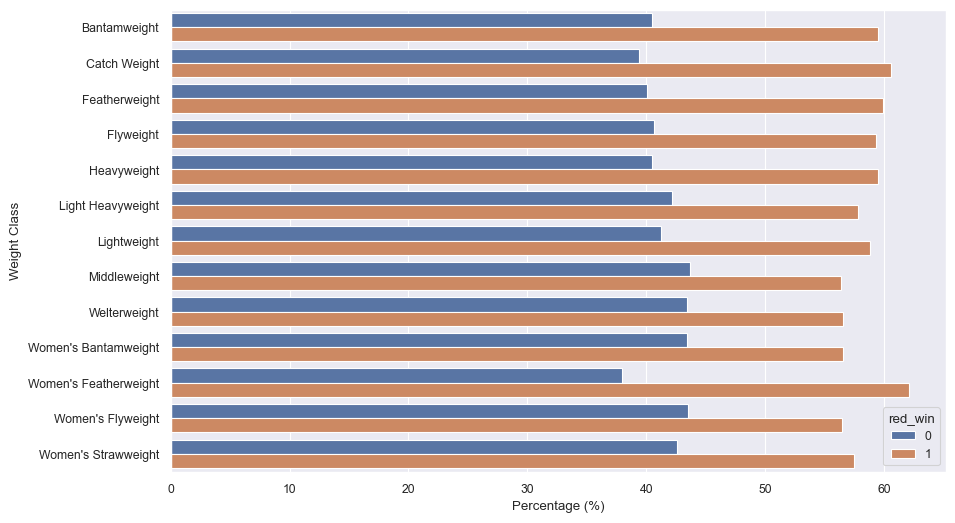 Weight Class
Bantamweight
Catch Weight
Featherweight
Flyweight
Heavyweight
Light Heavyweight
Lightweight
Middleweight
Welterweight
Women's Bantamweight
Women's Featherweight
Women's Flyweight
Women's Strawweight
red_win
0
1
0 10 20 30 40 50 60
Percentage (%)